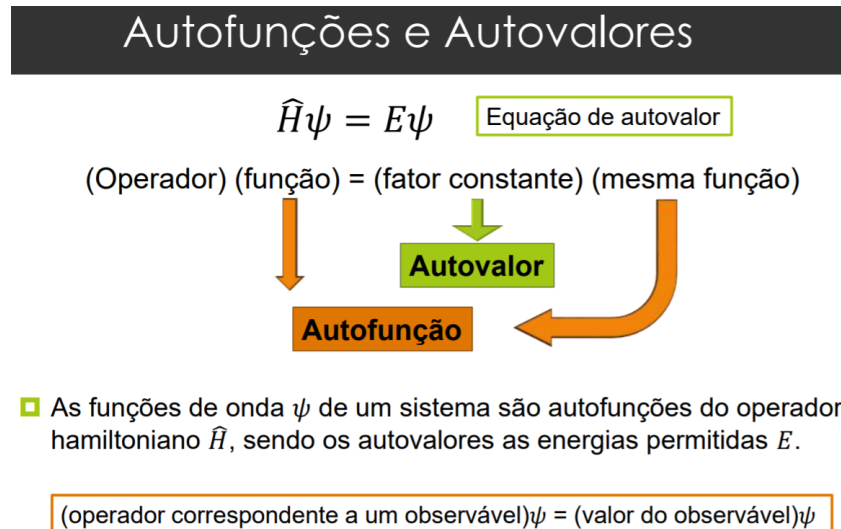 Autofunções e Autovalores
Ĥψ = Eψ
Equação de autovalor
(Operador) (função) = (fator constante) (mesma função)
Autovalor
Autofunção
As funções de onda ψ de um sistema são autofunções do operador
hamiltoniano Ĥ, sendo os autovalores as energias permitidas E.
(operador correspondente a um observável)ψ = (valor do observável)ψ